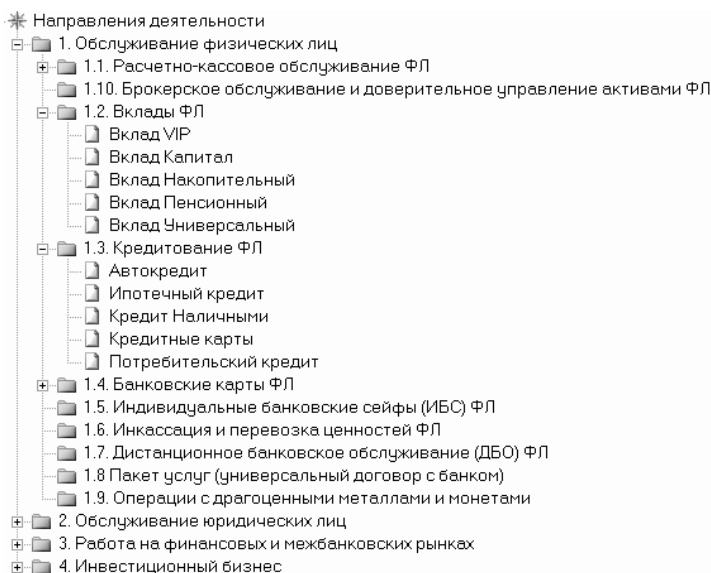 Направления деятельности
1. Обслуживание физических лиц
1.1. Расчетно-кассовое обслуживание ФЛ
1.10. Брокерское обслуживание и доверительное управление активами ФЛ
1.2. Вклады ФЛ
Вклад VIP
Вклад Капитал
Вклад Накопительный
Вклад Пенсионный
Вклад Универсальный
1.3. Кредитование ФЛ
Автокредит
Ипотечный кредит
Кредит Наличными
Кредитные карты
Потребительский кредит
1.4. Банковские карты ФЛ
1.5. Индивидуальные банковские сейфы (ИБС) ФЛ
1.6. Инкассация и перевозка ценностей ФЛ
1.7. Дистанционное банковское обслуживание (ДБО) ФЛ
1.8 Пакет услуг (универсальный договор с банком)
1.9. Операции с драгоценными металлами и монетами
2. Обслуживание юридических лиц
3. Работа на финансовых и межбанковских рынках
4. Инвестиционный бизнес